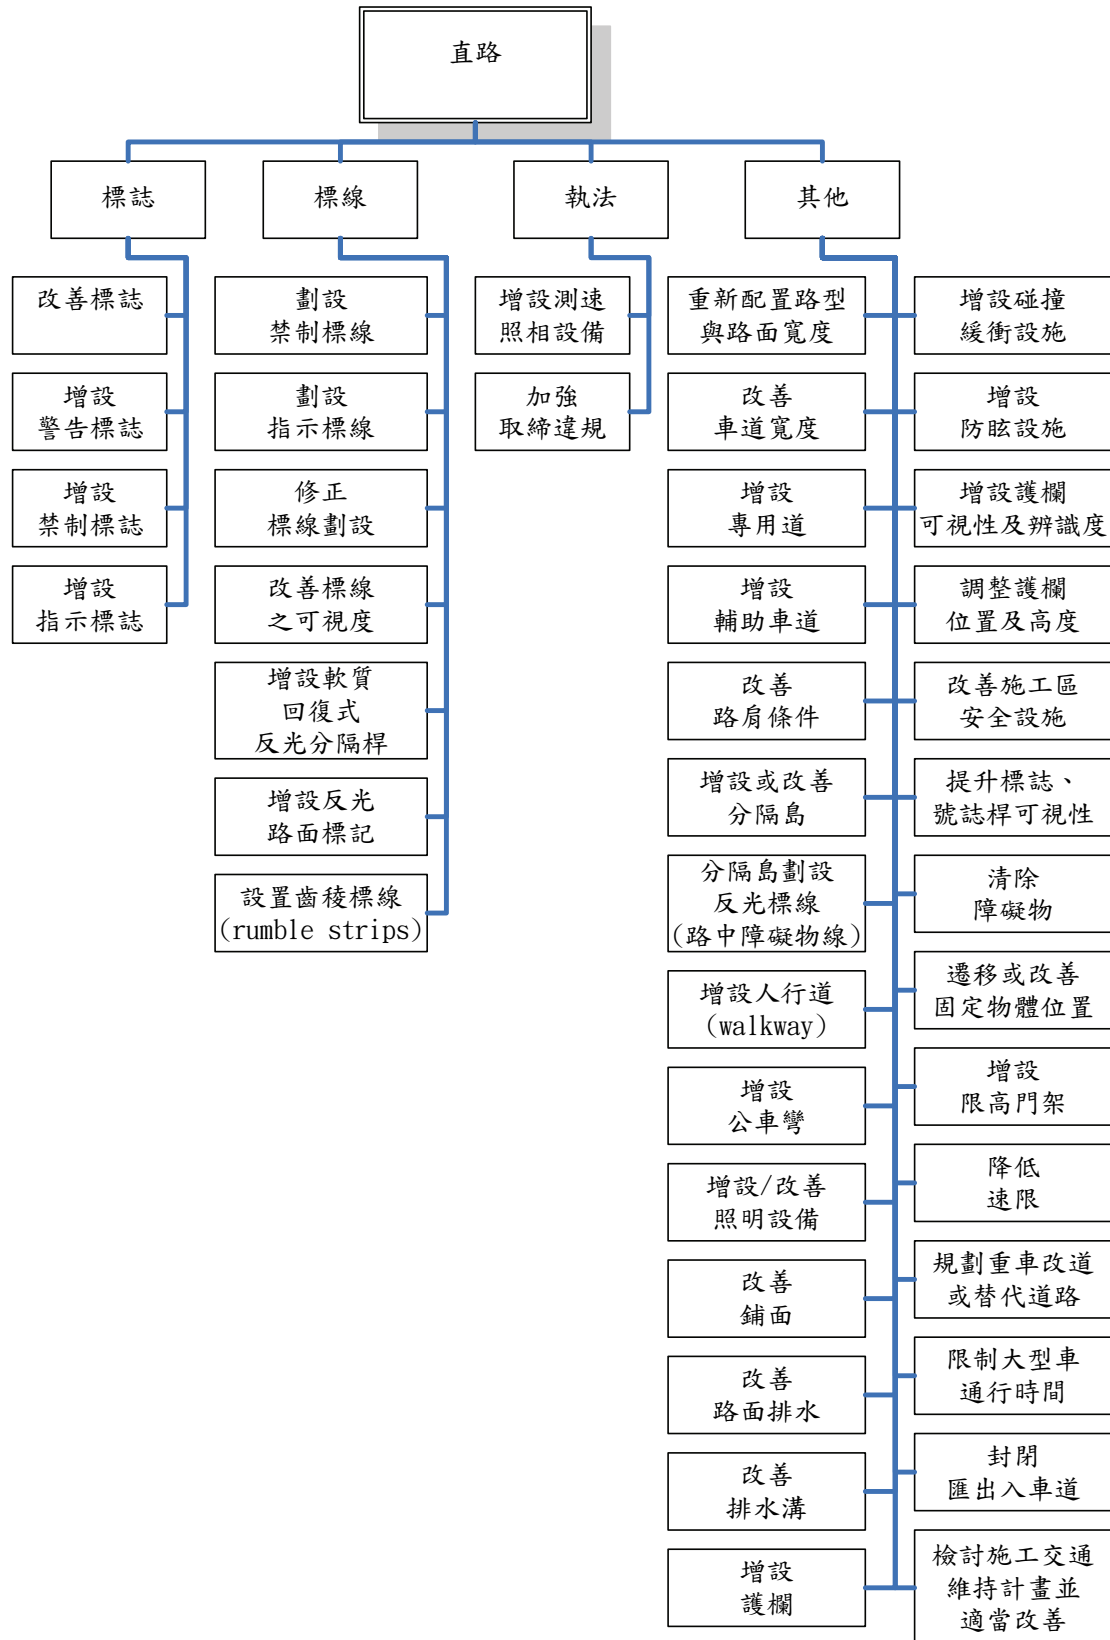 直路
標誌
標線
執法
其他
改善標誌
增設
警告標誌
增設
禁制標誌
增設
指示標誌
劃設
禁制標線
劃設
指示標線
修正
標線劃設
改善標線
之可視度
增設軟質
回復式
反光分隔桿
增設反光
路面標記
設置齒稜標線
(rumble strips)
增設測速
照相設備
加強
取締違規
重新配置路型
與路面寬度
改善
車道寬度
增設
專用道
增設
輔助車道
改善
路肩條件
增設或改善
分隔島
分隔島劃設
反光標線
(路中障礙物線)
增設人行道
(walkway)
增設
公車彎
增設/改善
照明設備
改善
鋪面
改善
路面排水
改善
排水溝
增設
護欄
增設碰撞
緩衝設施
增設
防眩設施
增設護欄
可視性及辨識度
調整護欄
位置及高度
改善施工區
安全設施
提升標誌、
號誌桿可視性
清除
障礙物
遷移或改善
固定物體位置
增設
限高門架
降低
速限
規劃重車改道
或替代道路
限制大型車
通行時間
封閉
匯出入車道
檢討施工交通
維持計畫並
適當改善